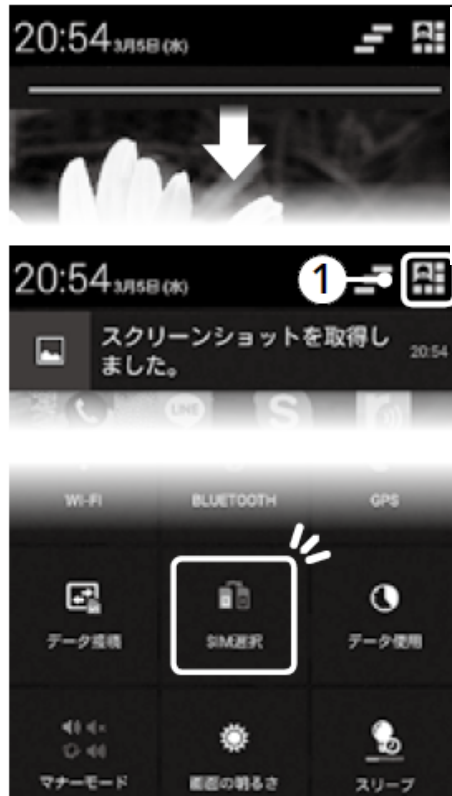 20:54 3月5日(水)
20:54 3月5日(水)
1
スクリーンショットを取得し
ました。
20:54
LINE
WI-FI
BLUETOOTH
GPS
データ接続
SIM選択
データ使用
マナーモード
画面の明るさ
スリープ